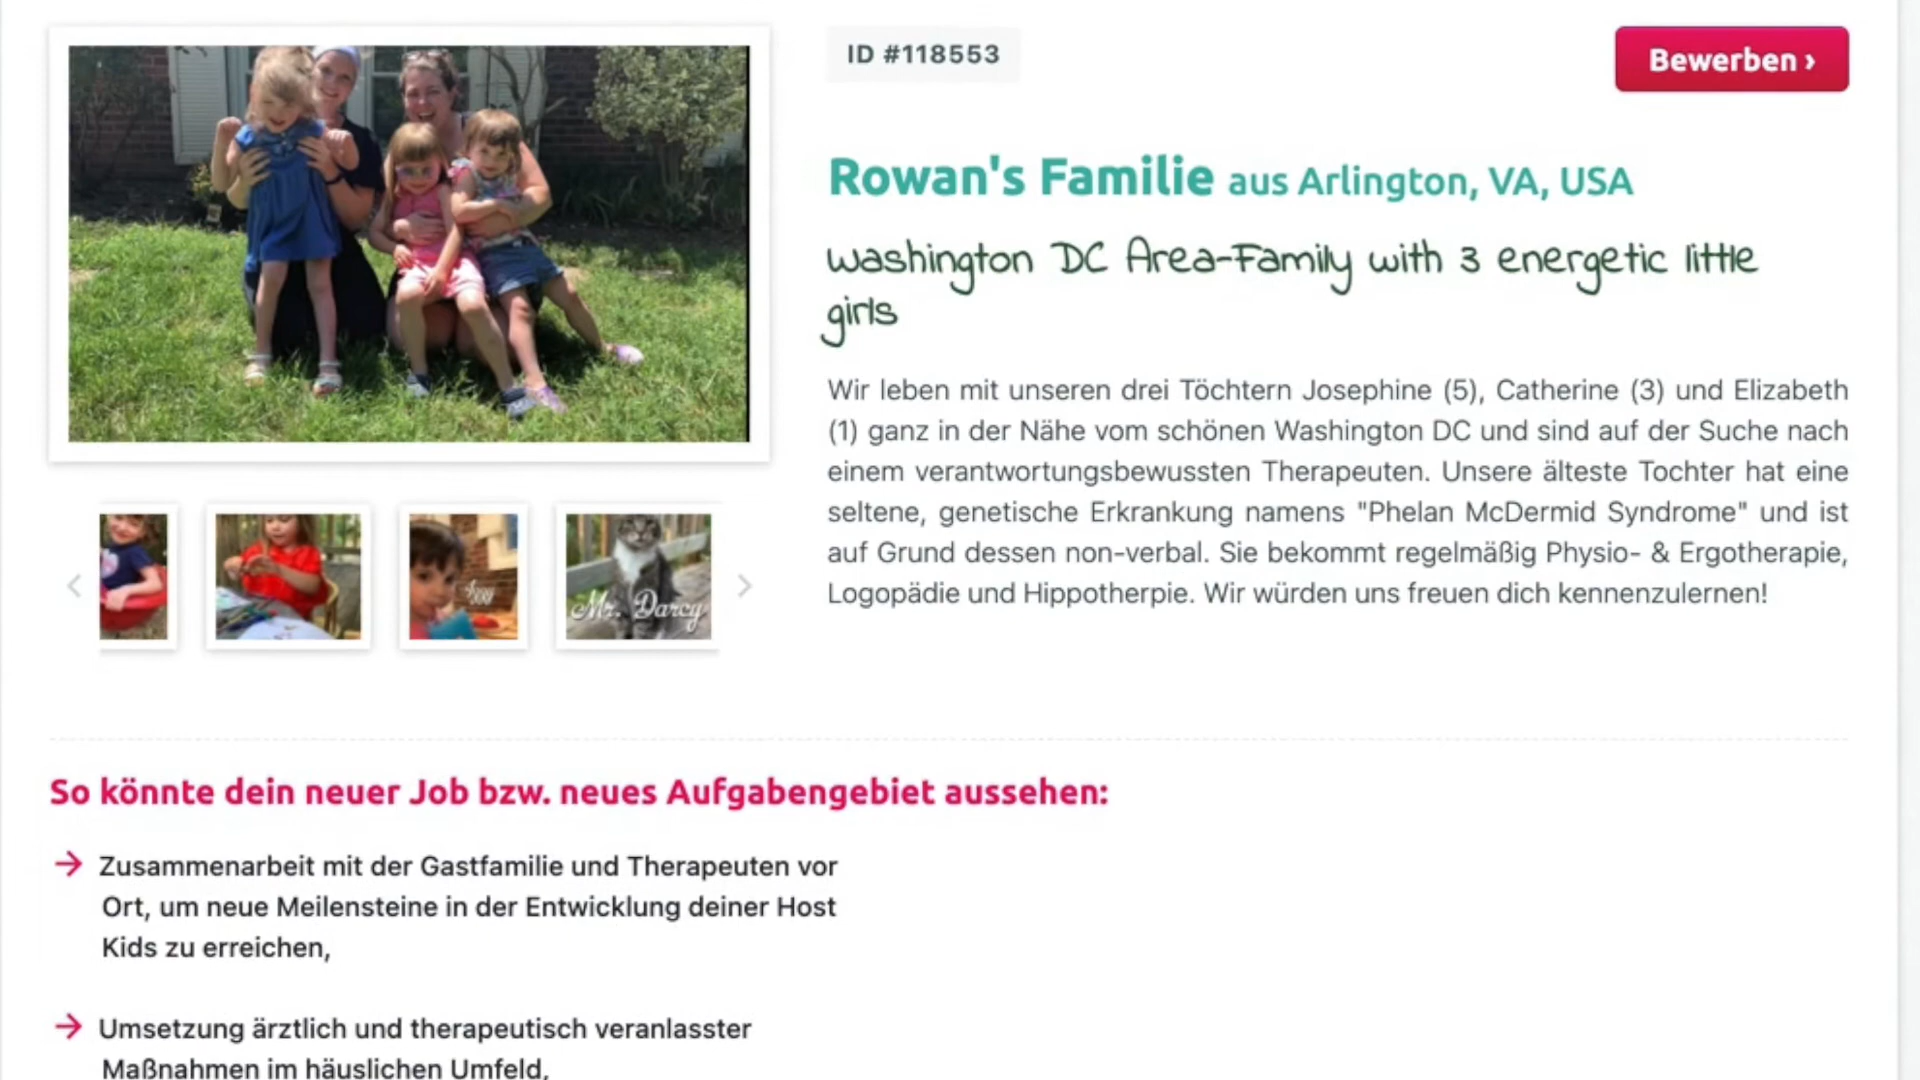 ID #118553
Bewerben ›
Rowan's Familie aus Arlington, VA, USA
Washington DC Area-Family with 3 energetic little
girls
Wir leben mit unseren drei Töchtern Josephine (5), Catherine (3) und Elizabeth
(1) ganz in der Nähe vom schönen Washington DC und sind auf der Suche nach
einem verantwortungsbewussten Therapeuten. Unsere älteste Tochter hat eine
seltene, genetische Erkrankung namens "Phelan McDermid Syndrome" und ist
auf Grund dessen non-verbal. Sie bekommt regelmäßig Physio- & Ergotherapie,
Logopädie und Hippotherpie. Wir würden uns freuen dich kennenzulernen!
Mr. Darcy
So könnte dein neuer Job bzw. neues Aufgabengebiet aussehen:
Zusammenarbeit mit der Gastfamilie und Therapeuten vor
Ort, um neue Meilensteine in der Entwicklung deiner Host
Kids zu erreichen,
Umsetzung ärztlich und therapeutisch veranlasster
Maßnahmen im häuslichen Umfeld,